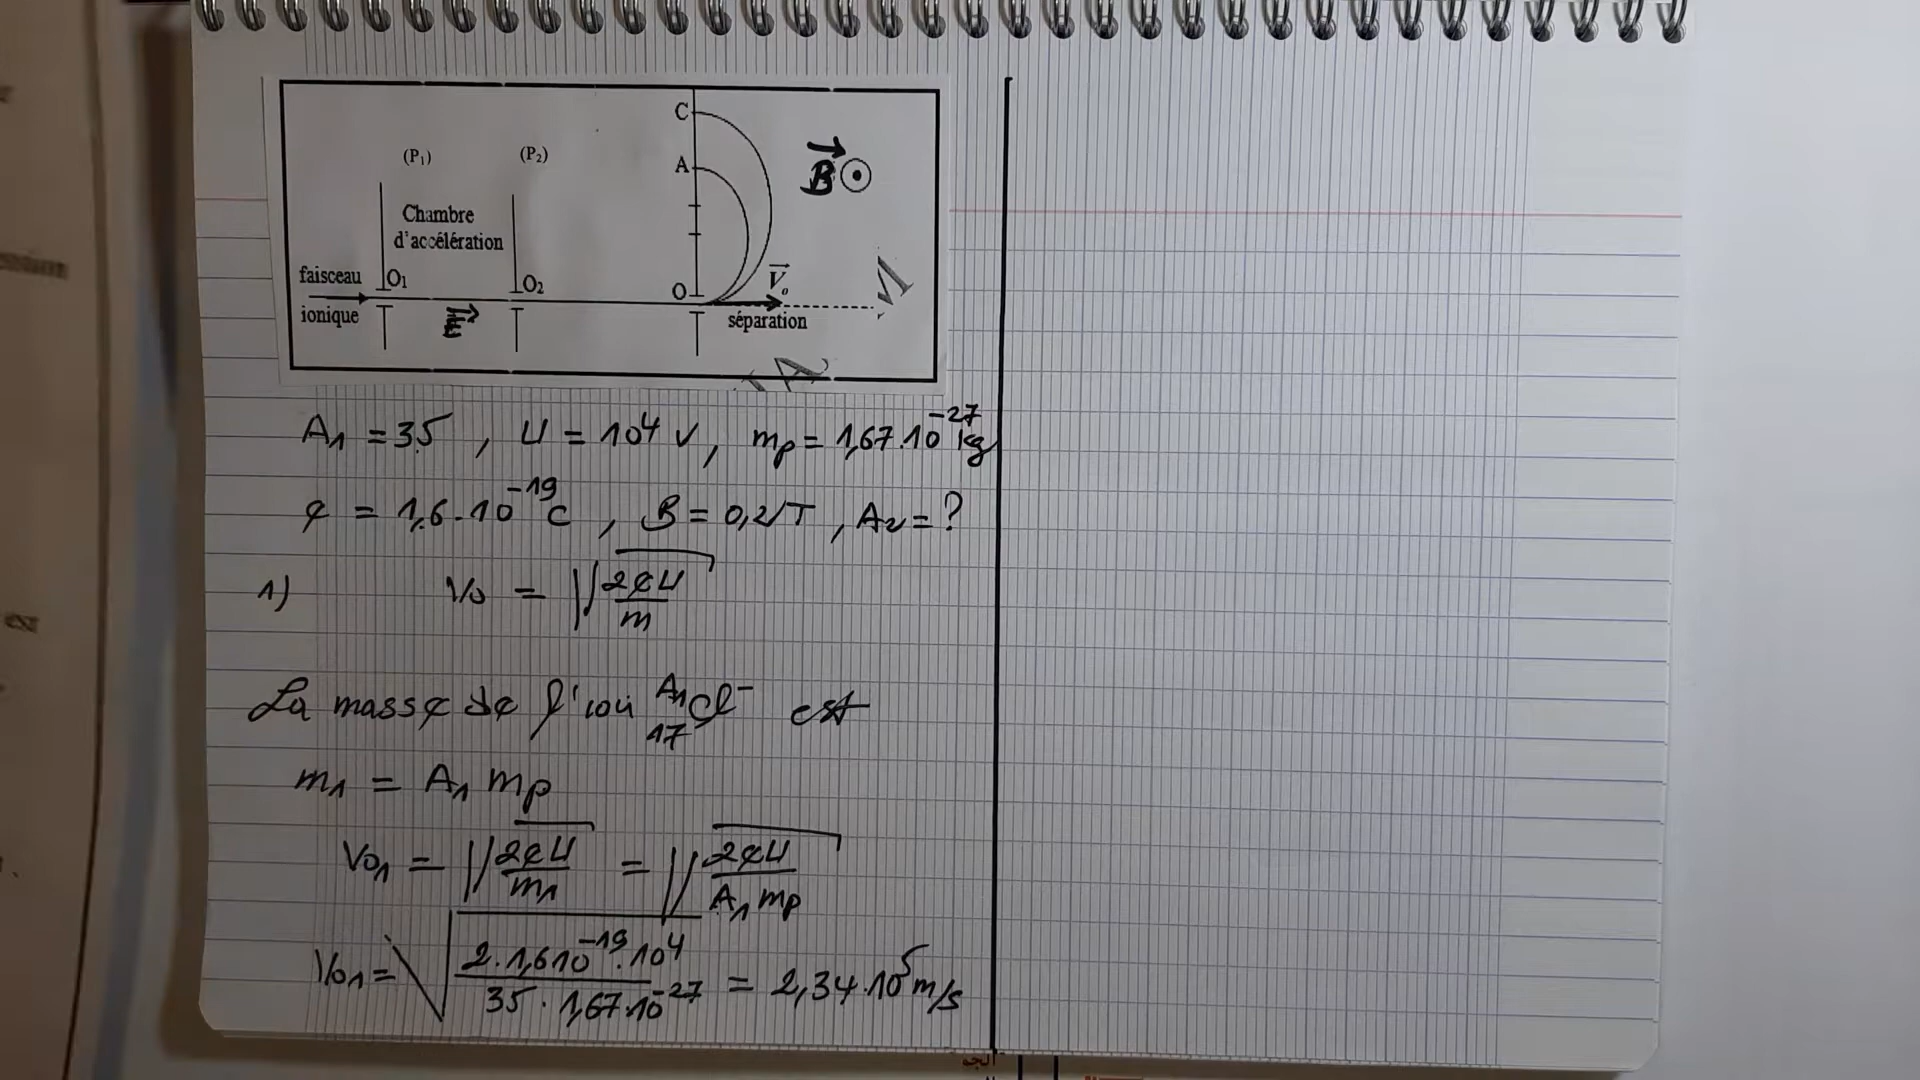 C
A
(P₁)
(P₂)
B⃗ ⊙
Chambre
d'accélération
faisceau
ionique
O₁
O₂
O
E⃗
V⃗ₒ
séparation
A₁ = 35 , U = 10⁴ V, mp = 1,67.10⁻²⁷ kg
q = 1,6.10⁻¹⁹ C , B = 0,2 T , A₂ = ?
1) V₀ = √(2qU/m)
La masse de l'ion ᴬ¹₁₇Cl⁻ est
m₁ = A₁ mp
V₀₁ = √(2qU/m₁) = √(2qU/A₁ mp)
V₀₁ = √(2.1,6 10⁻¹⁹.10⁴/35 . 1,67.10⁻²⁷) = 2,34.10⁵ m/s